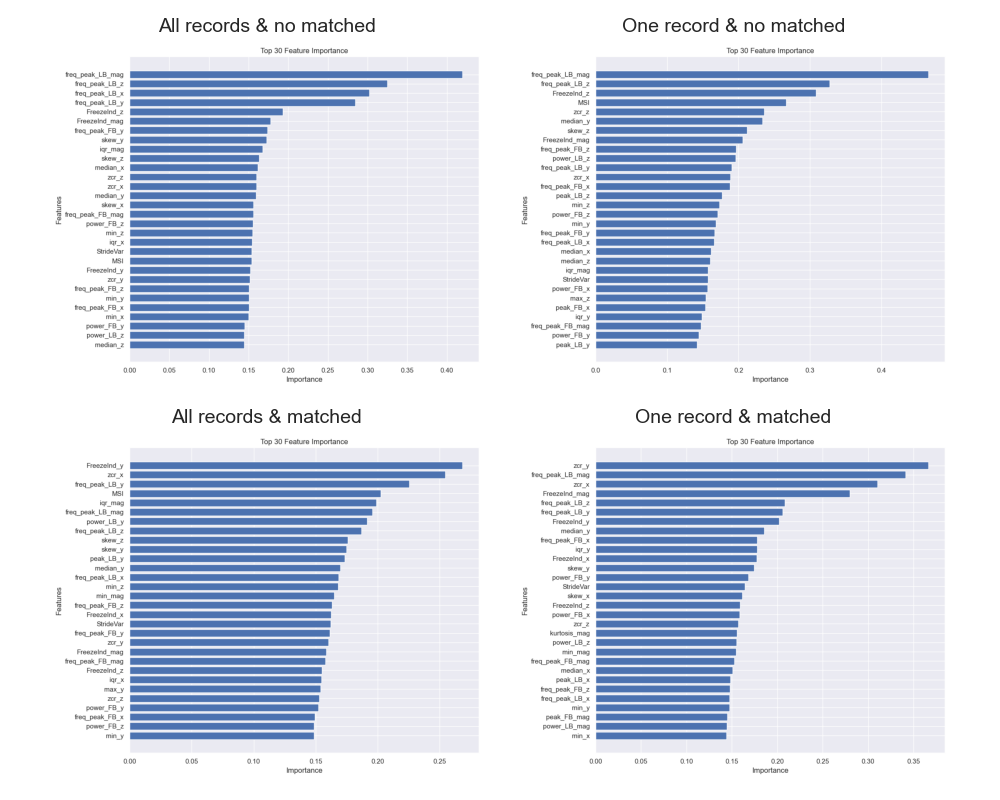 All records & no matched
Top 30 Feature Importance
freq_peak_LB_mag
freq_peak_LB_z
freq_peak_LB_x
freq_peak_LB_y
FreezeInd_z
FreezeInd_mag
freq_peak_FB_y
skew_y
iqr_mag
skew_z
median_x
zcr_z
zcr_x
median_y
skew_x
freq_peak_FB_mag
power_FB_z
min_z
iqr_x
StrideVar
MSI
FreezeInd_y
zcr_y
freq_peak_FB_z
min_y
freq_peak_FB_x
min_x
power_FB_y
power_LB_z
median_z
Features
0.00 0.05 0.10 0.15 0.20 0.25 0.30 0.35 0.40
Importance
One record & no matched
Top 30 Feature Importance
freq_peak_LB_mag
freq_peak_LB_z
FreezeInd_z
MSI
zcr_z
median_y
skew_z
FreezeInd_mag
freq_peak_FB_z
power_LB_z
freq_peak_LB_y
zcr_x
freq_peak_FB_x
peak_LB_z
min_z
power_FB_z
min_y
freq_peak_FB_y
freq_peak_LB_x
median_x
median_z
iqr_mag
StrideVar
power_FB_x
max_z
peak_FB_x
iqr_y
freq_peak_FB_mag
power_FB_y
peak_LB_y
Features
0.0 0.1 0.2 0.3 0.4
Importance
All records & matched
Top 30 Feature Importance
FreezeInd_y
zcr_x
freq_peak_LB_y
MSI
iqr_mag
freq_peak_LB_mag
power_LB_y
freq_peak_LB_z
skew_z
skew_y
peak_LB_y
median_y
freq_peak_LB_x
min_z
min_mag
freq_peak_FB_z
FreezeInd_x
StrideVar
freq_peak_FB_y
zcr_y
FreezeInd_mag
freq_peak_FB_mag
FreezeInd_z
iqr_x
max_y
zcr_z
power_FB_y
freq_peak_FB_x
power_FB_z
min_y
Features
0.00 0.05 0.10 0.15 0.20 0.25
Importance
One record & matched
Top 30 Feature Importance
zcr_y
freq_peak_LB_mag
zcr_x
FreezeInd_mag
freq_peak_LB_z
freq_peak_LB_y
FreezeInd_y
median_y
freq_peak_FB_x
iqr_y
FreezeInd_x
skew_y
power_FB_y
StrideVar
skew_x
FreezeInd_z
power_FB_x
zcr_z
kurtosis_mag
power_LB_z
min_mag
freq_peak_FB_mag
median_x
peak_LB_x
freq_peak_FB_z
freq_peak_LB_x
min_y
peak_FB_mag
power_LB_mag
min_x
Features
0.00 0.05 0.10 0.15 0.20 0.25 0.30 0.35
Importance